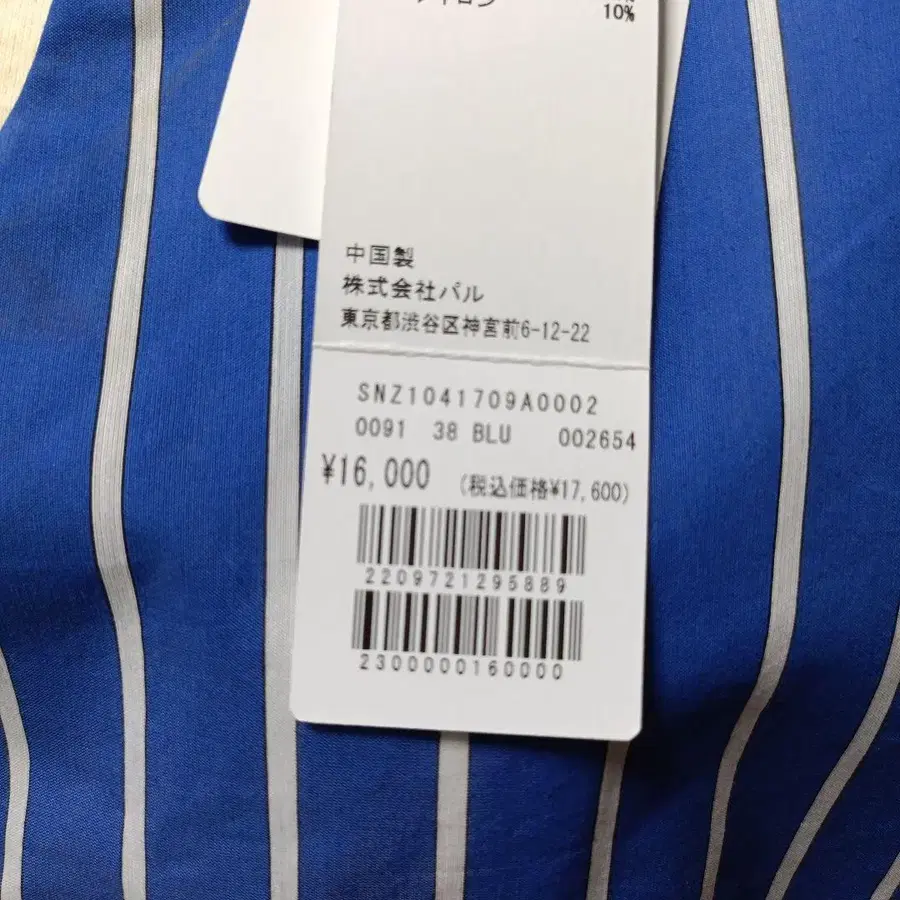 10%
中国製
株式会社パル
東京都渋谷区神宮前6-12-22
SNZ1041709A0002
0091 38 BLU 002654
¥16,000 (税込価格¥17,600)
2209721295889
2300000160000